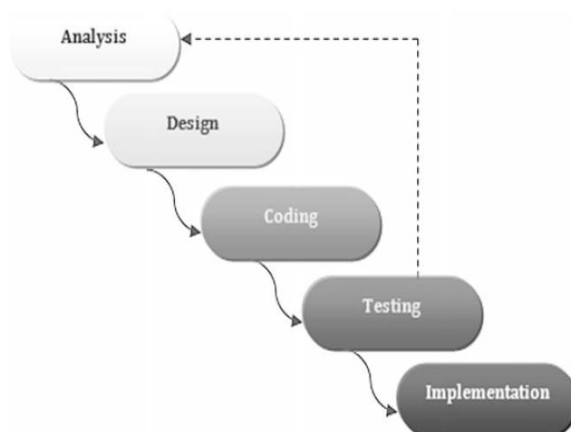 Analysis
Design
Coding
Testing
Implementation